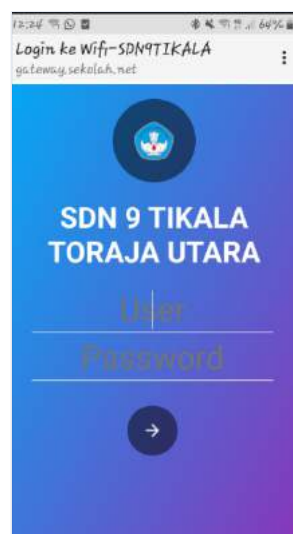 12:24
64%
Login ke Wifi-SDN9TIKALA
gateway.sekolah.net
SDN 9 TIKALA
TORAJA UTARA
User
Password